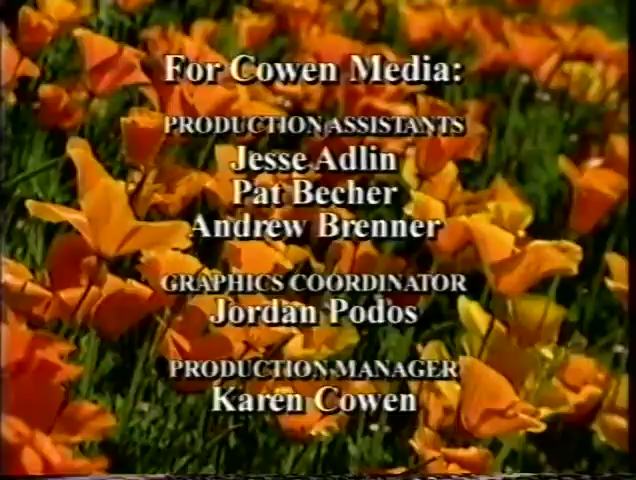 For Cowen Media:
PRODUCTION ASSISTANTS
Jesse Adlin
Pat Becher
Andrew Brenner
GRAPHICS COORDINATOR
Jordan Podos
PRODUCTION MANAGER
Karen Cowen